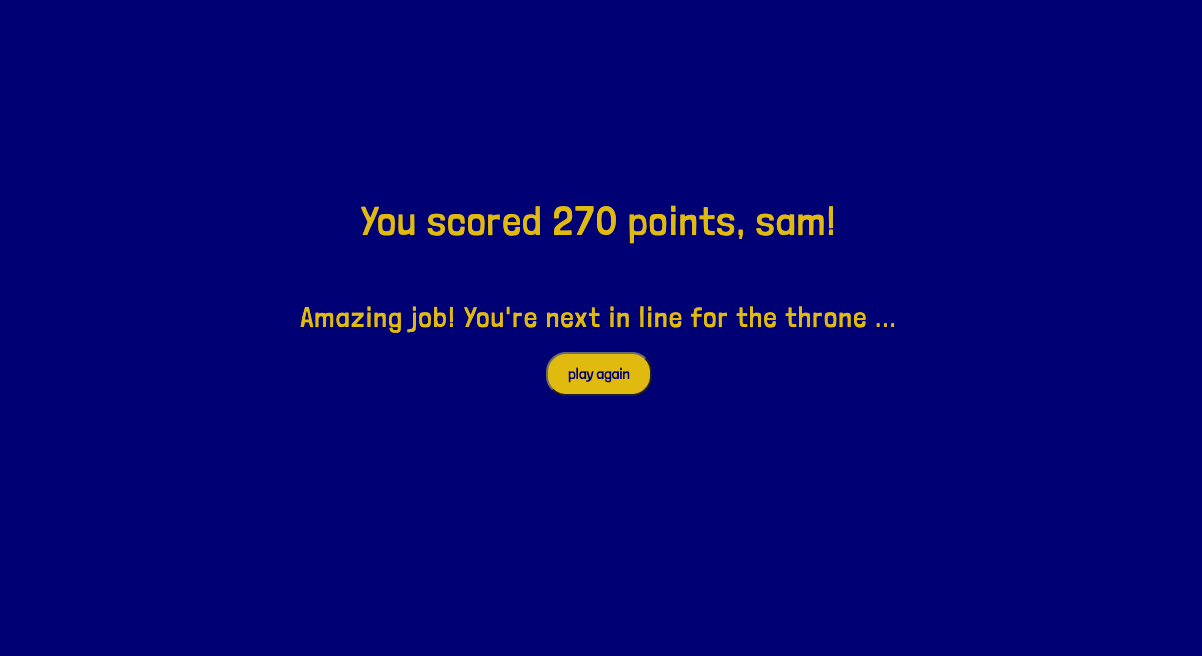 You scored 270 points, sam!
Amazing job! You're next in line for the throne ...
play again